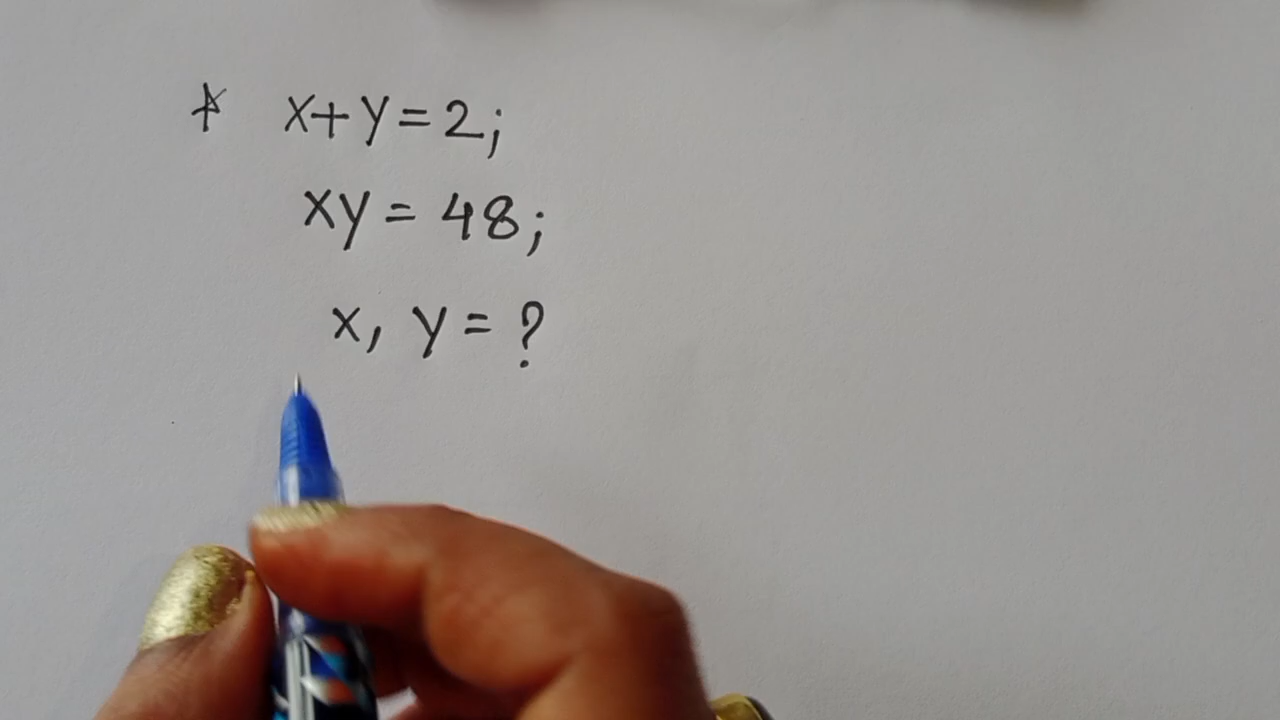 * x+y=2;
xy=48;
x, y=?